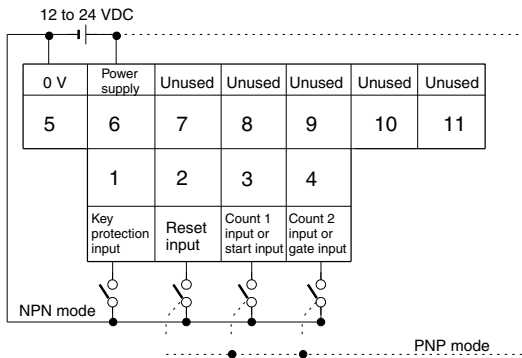 12 to 24 VDC
0 V
Power
supply
Unused
Unused
Unused
Unused
Unused
5
6
7
8
9
10
11
1
2
3
4
Key
protection
input
Reset
input
Count 1
input or
start input
Count 2
input or
gate input
NPN mode
PNP mode